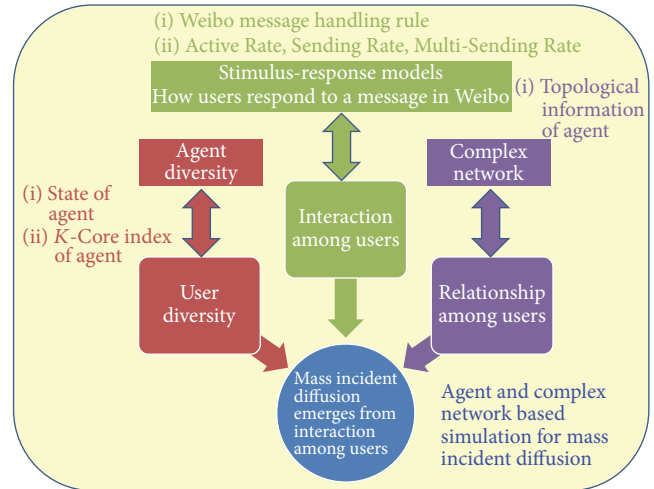 (i) Weibo message handling rule
(ii) Active Rate, Sending Rate, Multi-Sending Rate
Stimulus-response models
How users respond to a message in Weibo
(i) Topological
information
of agent
Agent
diversity
Complex
network
(i) State of
agent
(ii) K-Core index
of agent
Interaction
among users
User
diversity
Relationship
among users
Mass incident
diffusion
emerges from
interaction
among users
Agent and complex
network based
simulation for mass
incident diffusion